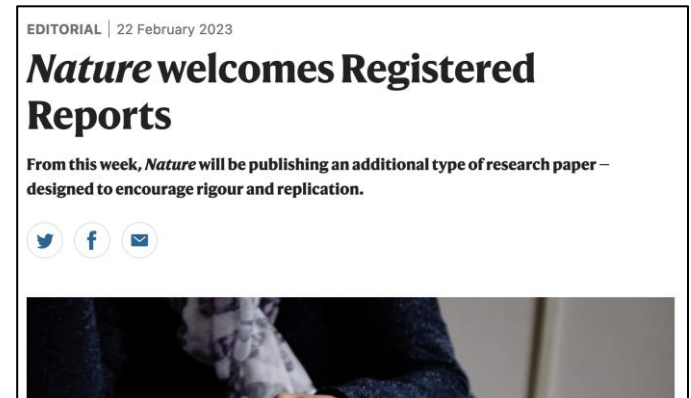 EDITORIAL | 22 February 2023
Nature welcomes Registered
Reports
From this week, Nature will be publishing an additional type of research paper –
designed to encourage rigour and replication.